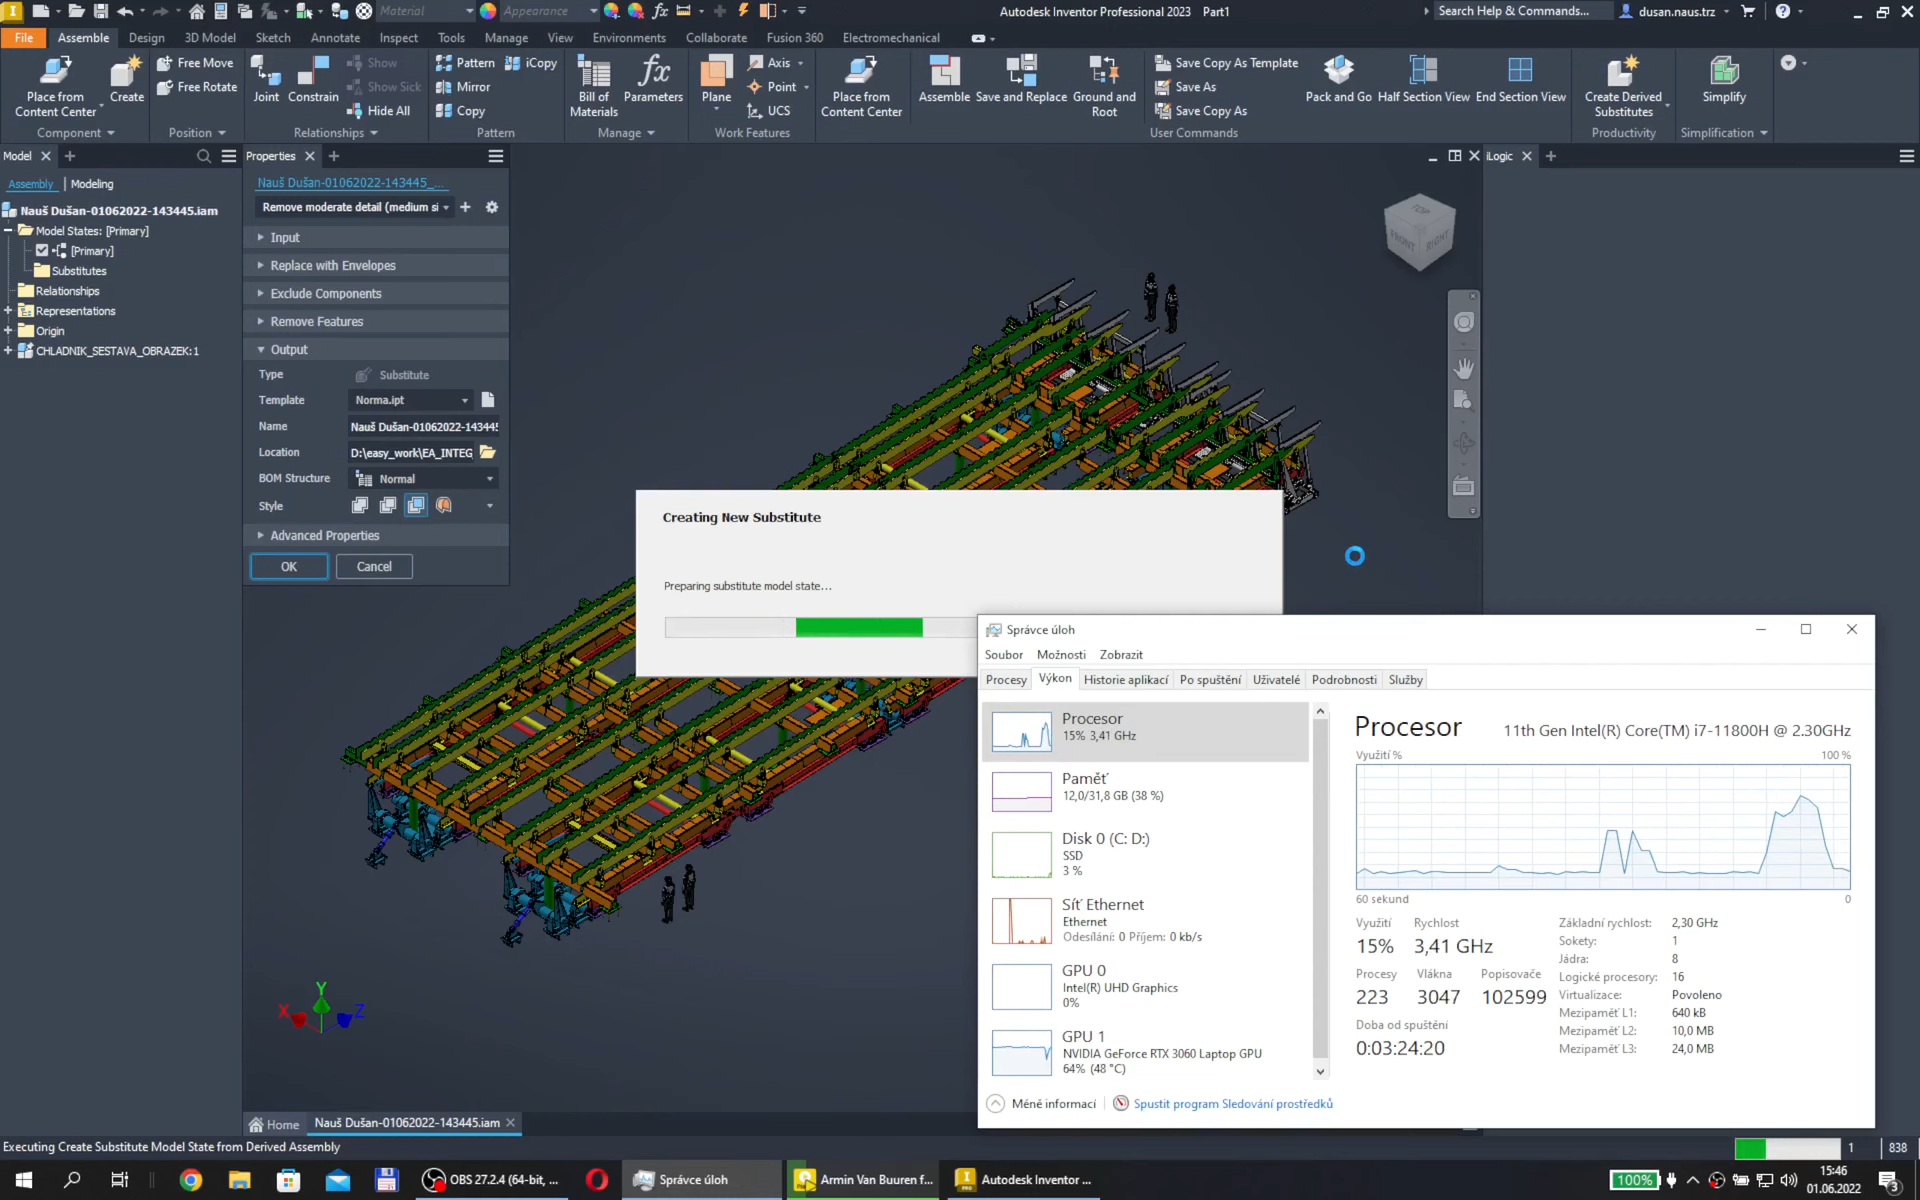 Material
Appearance
Autodesk Inventor Professional 2023 Part1
Search Help & Commands...
dusan.naus.trz
File Assemble Design 3D Model Sketch Annotate Inspect Tools Manage View Environments Collaborate Fusion 360 Electromechanical
Place from Content Center
Create
Free Move
Free Rotate
Joint
Constrain
Show
Show Sick
Hide All
Pattern
Mirror
Copy
iCopy
Bill of Materials
Parameters
Plane
Axis
Point
UCS
Place from Content Center
Assemble
Save and Replace
Ground and Root
Save Copy As Template
Save As
Save Copy As
Pack and Go
Half Section View
End Section View
Create Derived Substitutes
Simplify
Component Position Relationships Pattern Manage Work Features User Commands Productivity Simplification
Model
Assembly | Modeling
Nauš Dušan-01062022-143445.iam
Model States: [Primary]
[Primary]
Substitutes
Relationships
Representations
Origin
CHLADNIK_SESTAVA_OBRAZEK:1
Properties
Nauš Dušan-01062022-143445_...
Remove moderate detail (medium si
Input
Replace with Envelopes
Exclude Components
Remove Features
Output
Type Substitute
Template Norma.ipt
Name Nauš Dušan-01062022-143445
Location D:\easy_work\EA_INTEG
BOM Structure Normal
Style
Advanced Properties
OK Cancel
iLogic
TOP
FRONT
RIGHT
Creating New Substitute
Preparing substitute model state...
X Y Z
Správce úloh
Soubor Možnosti Zobrazit
Procesy Výkon Historie aplikací Po spuštění Uživatelé Podrobnosti Služby
Procesor
15% 3,41 GHz
Paměť
12,0/31,8 GB (38 %)
Disk 0 (C: D:)
SSD
3 %
Síť Ethernet
Ethernet
Odesílání: 0 Příjem: 0 kb/s
GPU 0
Intel(R) UHD Graphics
0%
GPU 1
NVIDIA GeForce RTX 3060 Laptop GPU
64% (48 °C)
Procesor 11th Gen Intel(R) Core(TM) i7-11800H @ 2.30GHz
Využití % 100 %
60 sekund 0
Využití Rychlost
15% 3,41 GHz
Procesy Vlákna Popisovače
223 3047 102599
Doba od spuštění
0:03:24:20
Základní rychlost: 2,30 GHz
Sokety: 1
Jádra: 8
Logické procesory: 16
Virtualizace: Povoleno
Mezipaměť L1: 640 kB
Mezipaměť L2: 10,0 MB
Mezipaměť L3: 24,0 MB
Méně informací
Spustit program Sledování prostředků
Home
Nauš Dušan-01062022-143445.iam
Executing Create Substitute Model State from Derived Assembly
1 838
OBS 27.2.4 (64-bit, ...
Správce úloh
Armin Van Buuren f...
Autodesk Inventor ...
100%
15:46
01.06.2022
3